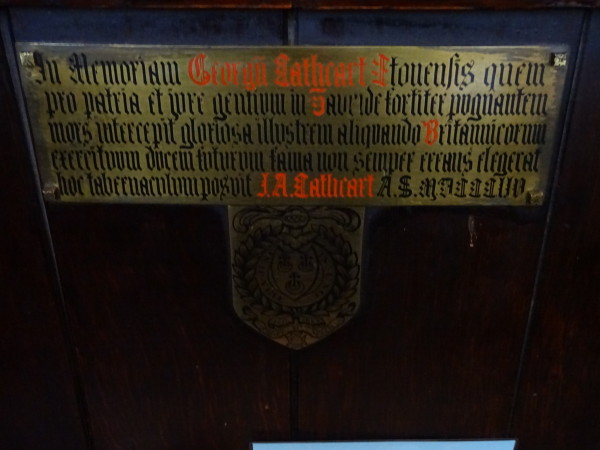 In Memoriam Georgii Cathcart Etonensis quem
pro patria et jure gentium in Tauride fortiter pugnantem
mors intercepit gloriosa illustrem aliquando Britannicorum
exercituum ducem futurum fama non semper errans elegerat
hoc tabernaculum posuit J.A. Cathcart A.S.